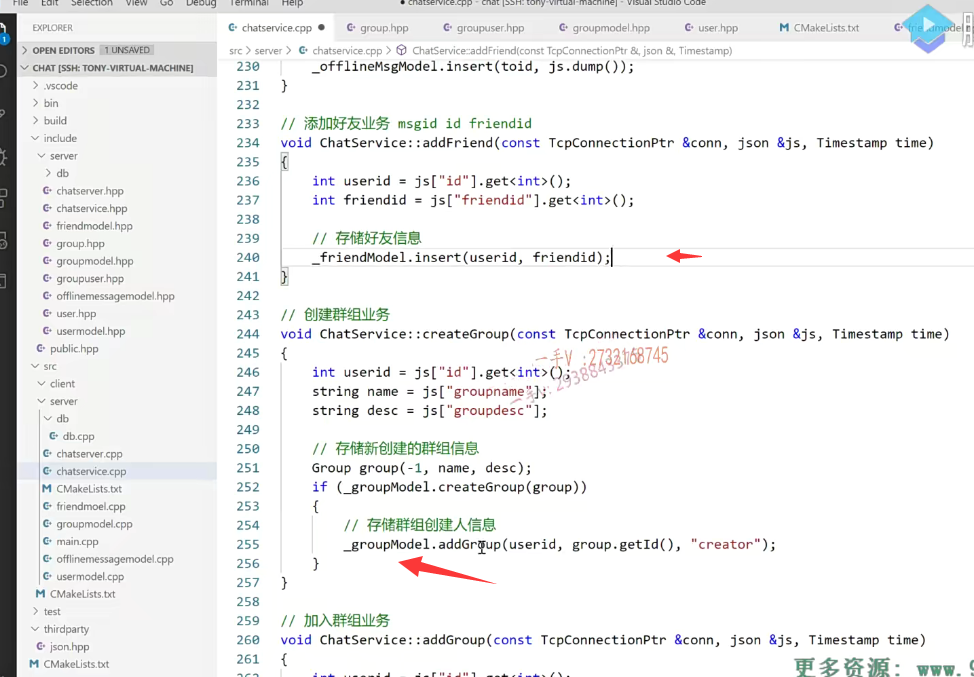 File Edit View Go Debug Terminal Help ● chatservice.cpp - chat [SSH: tony-virtual-machine] - Visual Studio Code
EXPLORER
OPEN EDITORS 1 UNSAVED
CHAT [SSH: TONY-VIRTUAL-MACHINE]
.vscode
bin
build
include
server
db
chatserver.hpp
chatservice.hpp
friendmodel.hpp
group.hpp
groupmodel.hpp
groupuser.hpp
offlinemessagemodel.hpp
user.hpp
usermodel.hpp
public.hpp
src
client
server
db
db.cpp
chatserver.cpp
chatservice.cpp
CMakeLists.txt
friendmoel.cpp
groupmodel.cpp
main.cpp
offlinemessagemodel.cpp
usermodel.cpp
CMakeLists.txt
test
thirdparty
json.hpp
CMakeLists.txt
chatservice.cpp ● group.hpp groupuser.hpp groupmodel.hpp user.hpp CMakeLists.txt
src > server > chatservice.cpp > ChatService::addFriend(const TcpConnectionPtr &, json &, Timestamp)
230 _offlineMsgModel.insert(toid, js.dump());
231 }
232
233 // 添加好友业务 msgid id friendid
234 void ChatService::addFriend(const TcpConnectionPtr &conn, json &js, Timestamp time)
235 {
236 int userid = js["id"].get<int>();
237 int friendid = js["friendid"].get<int>();
238
239 // 存储好友信息
240 _friendModel.insert(userid, friendid);
241 }
242
243 // 创建群组业务
244 void ChatService::createGroup(const TcpConnectionPtr &conn, json &js, Timestamp time)
245 {
246 int userid = js["id"].get<int>();
247 string name = js["groupname"];
248 string desc = js["groupdesc"];
249
250 // 存储新创建的群组信息
251 Group group(-1, name, desc);
252 if (_groupModel.createGroup(group))
253 {
254 // 存储群组创建人信息
255 _groupModel.addGroup(userid, group.getId(), "creator");
256 }
257 }
258
259 // 加入群组业务
260 void ChatService::addGroup(const TcpConnectionPtr &conn, json &js, Timestamp time)
261 {
一手V :2732168745
更多资源: www.